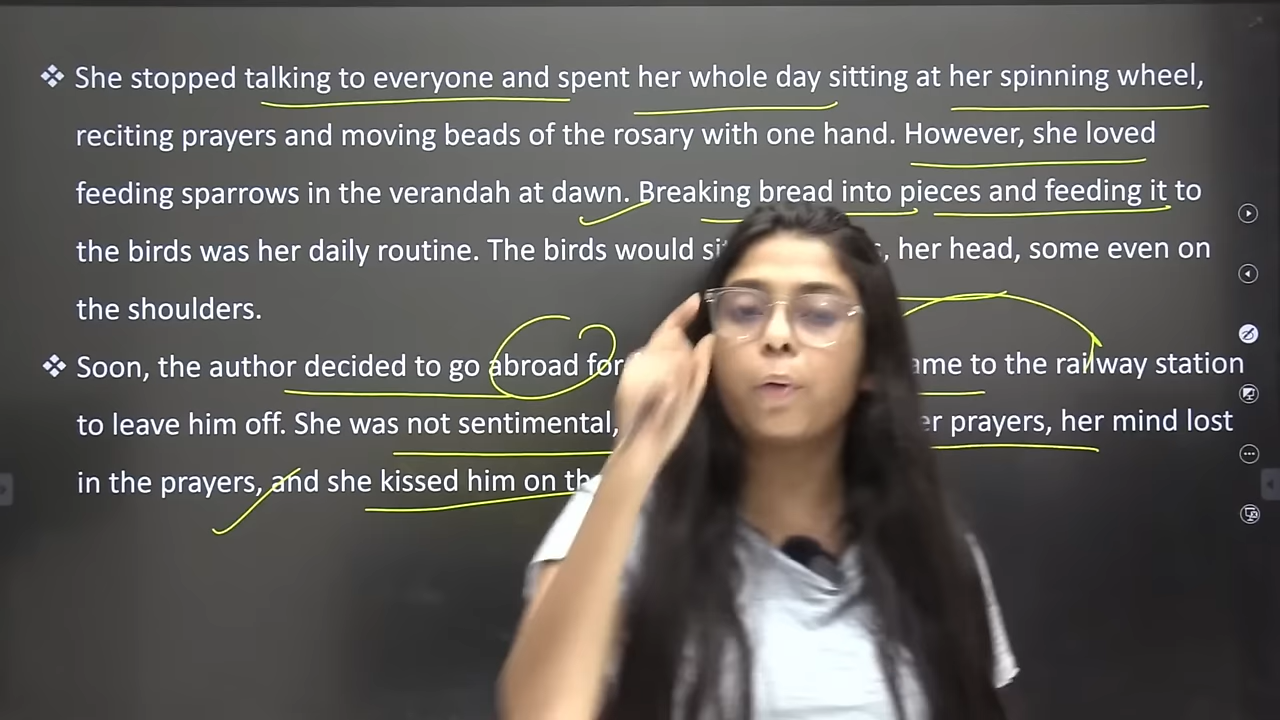 ❖ She stopped talking to everyone and spent her whole day sitting at her spinning wheel,
reciting prayers and moving beads of the rosary with one hand. However, she loved
feeding sparrows in the verandah at dawn. Breaking bread into pieces and feeding it to
the birds was her daily routine. The birds would , her head, some even on
the shoulders.
❖ Soon, the author decided to go abroad for to the railway station
to leave him off. She was not sentimental, prayers, her mind lost
in the prayers, and she kissed him on